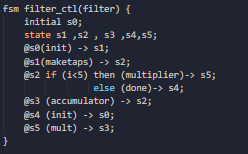 fsm filter_ctl(filter) {
initial s0;
state s1 ,s2 , s3 ,s4,s5;
@s0(init) -> s1;
@s1(maketaps) -> s2;
@s2 if (i<5) then (multiplier)-> s5;
else (done)-> s4;
@s3 (accumulator) -> s2;
@s4 (init) -> s0;
@s5 (mult) -> s3;
}